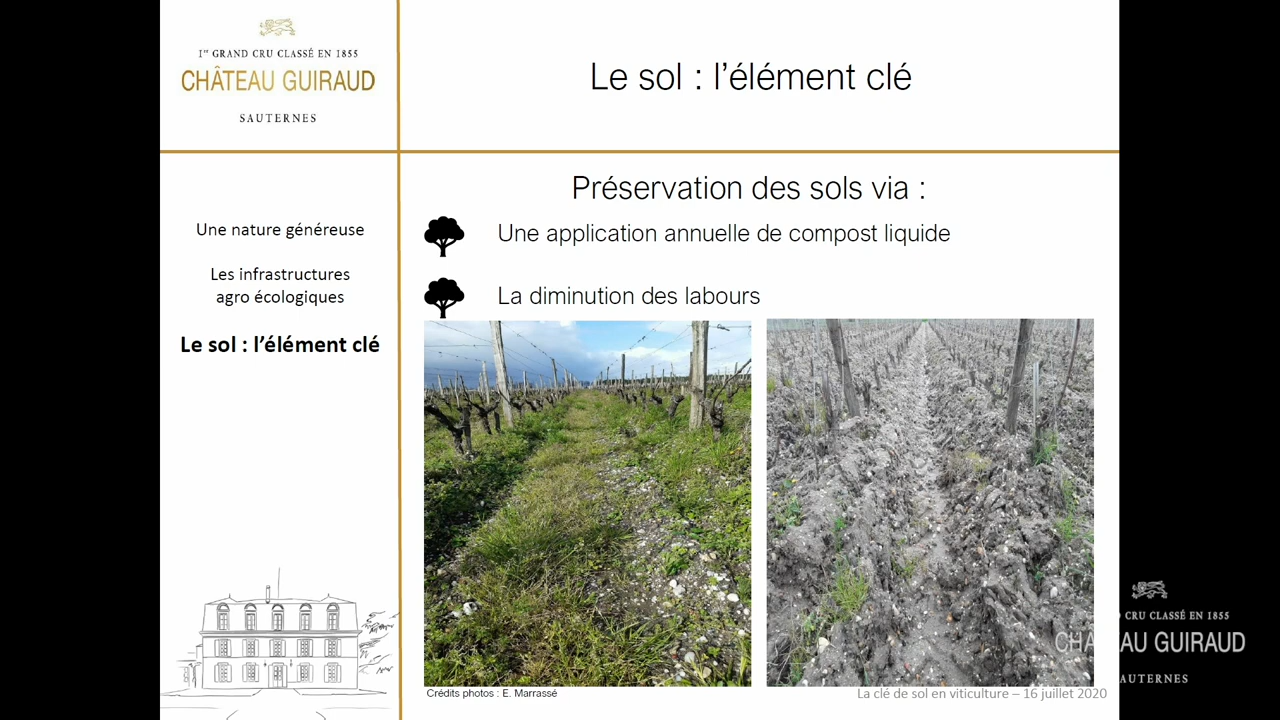 1er GRAND CRU CLASSÉ EN 1855
CHÂTEAU GUIRAUD
SAUTERNES
Le sol : l’élément clé
Une nature généreuse
Les infrastructures
agro écologiques
Le sol : l’élément clé
Préservation des sols via :
Une application annuelle de compost liquide
La diminution des labours
Crédits photos : E. Marrassé
La clé de sol en viticulture – 16 juillet 2020
CRU CLASSÉ EN 1855
CHÂTEAU GUIRAUD
AUTERNES